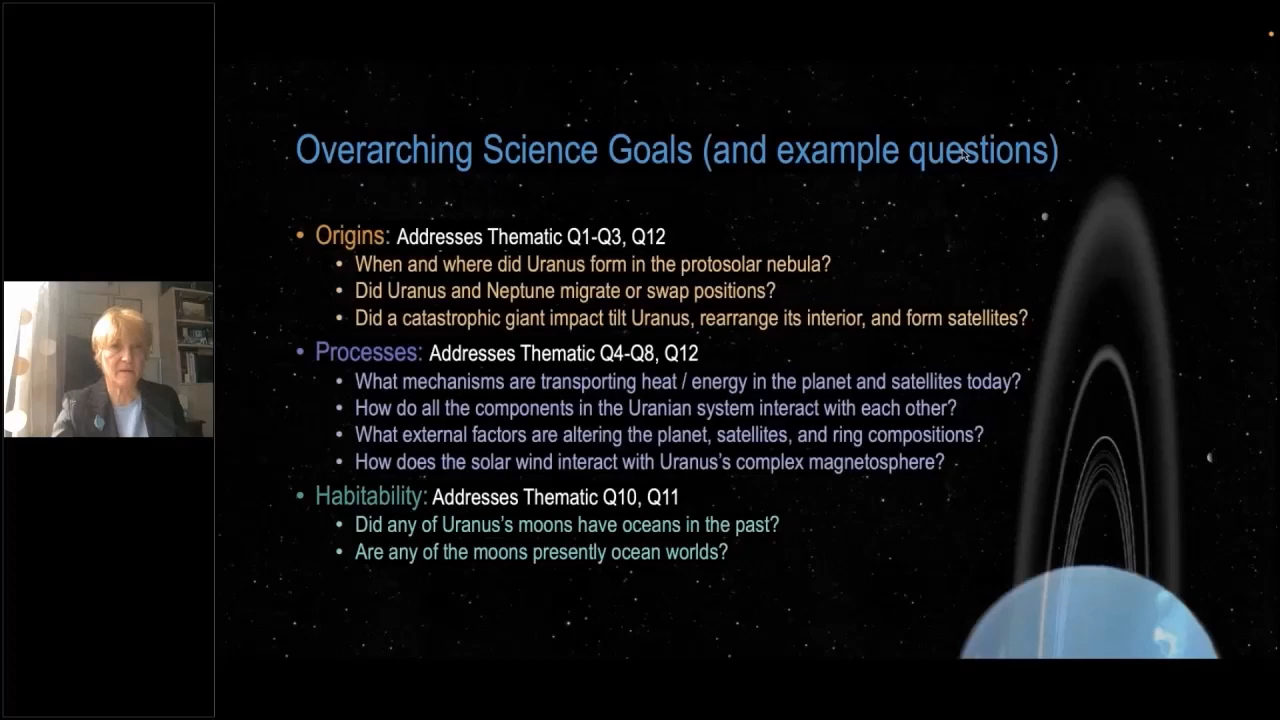 Overarching Science Goals (and example questions)
• Origins: Addresses Thematic Q1-Q3, Q12
• When and where did Uranus form in the protosolar nebula?
• Did Uranus and Neptune migrate or swap positions?
• Did a catastrophic giant impact tilt Uranus, rearrange its interior, and form satellites?
• Processes: Addresses Thematic Q4-Q8, Q12
• What mechanisms are transporting heat / energy in the planet and satellites today?
• How do all the components in the Uranian system interact with each other?
• What external factors are altering the planet, satellites, and ring compositions?
• How does the solar wind interact with Uranus’s complex magnetosphere?
• Habitability: Addresses Thematic Q10, Q11
• Did any of Uranus’s moons have oceans in the past?
• Are any of the moons presently ocean worlds?